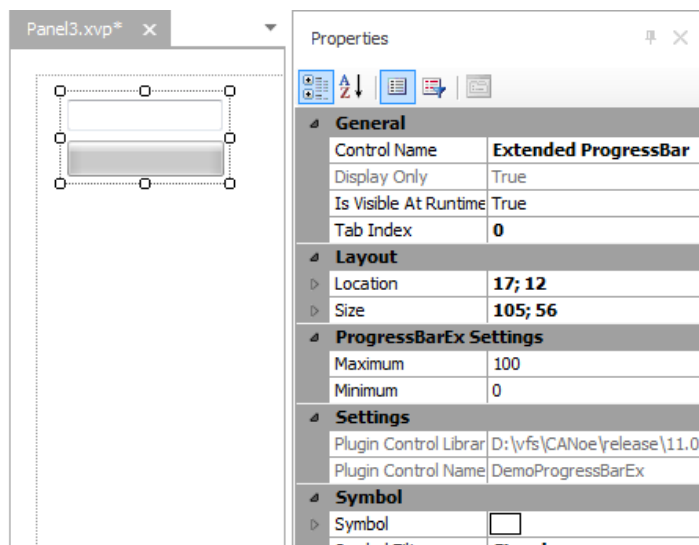 Panel3.xvp*
Properties
General
Control Name Extended ProgressBar
Display Only True
Is Visible At Runtime True
Tab Index 0
Layout
Location 17; 12
Size 105; 56
ProgressBarEx Settings
Maximum 100
Minimum 0
Settings
Plugin Control Librar D:\vfs\CANoe\release\11.0
Plugin Control Name DemoProgressBarEx
Symbol
Symbol